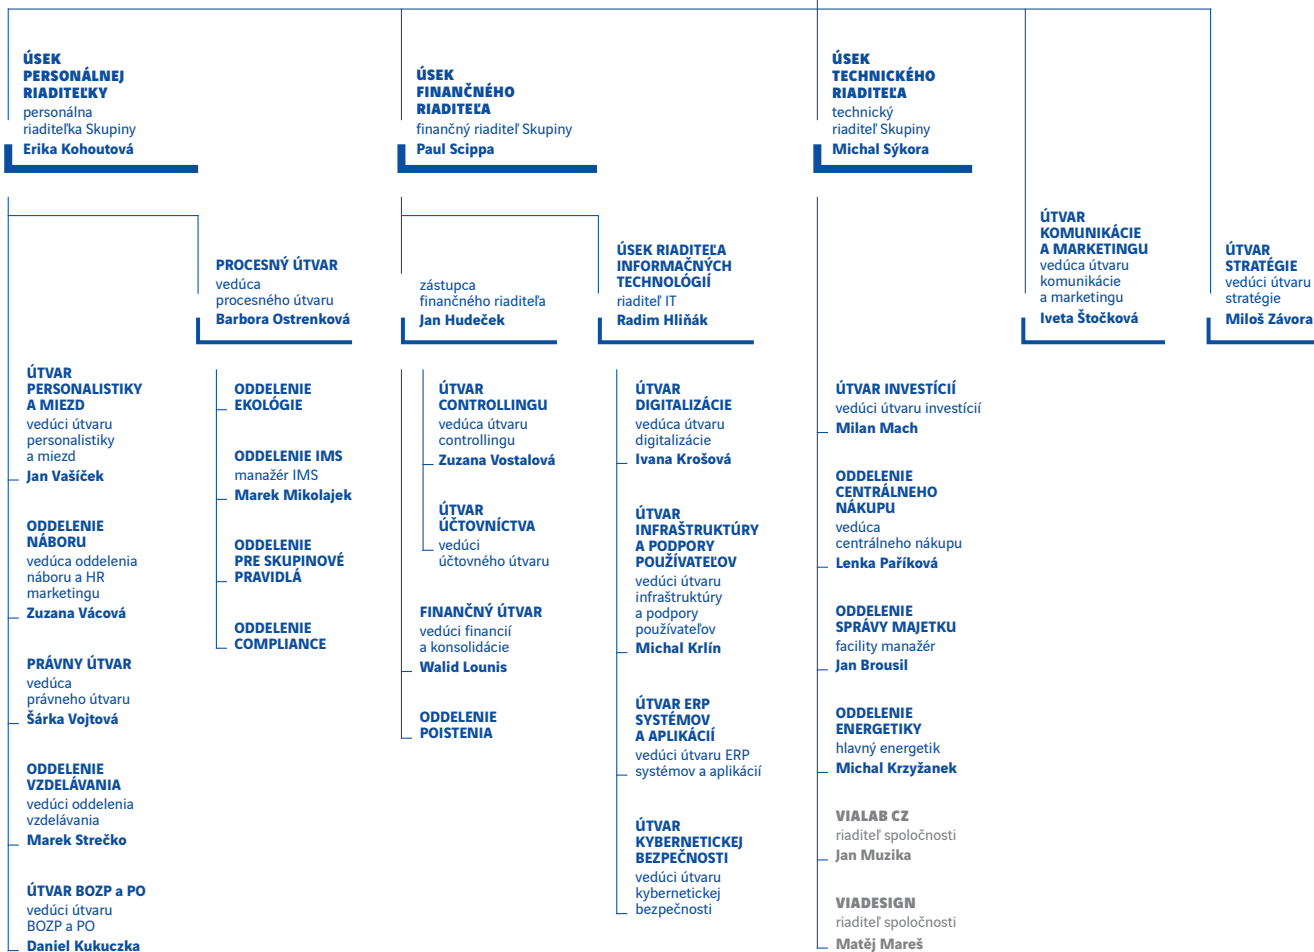 ÚSEK
PERSONÁLNEJ
RIADITEĽKY
personálna
riaditeľka Skupiny
Erika Kohoutová
ÚSEK
FINANČNÉHO
RIADITEĽA
finančný riaditeľ Skupiny
Paul Scippa
ÚSEK
TECHNICKÉHO
RIADITEĽA
technický
riaditeľ Skupiny
Michal Sýkora
PROCESNÝ ÚTVAR
vedúca
procesného útvaru
Barbora Ostrenková
zástupca
finančného riaditeľa
Jan Hudeček
ÚSEK RIADITEĽA
INFORMAČNÝCH
TECHNOLÓGIÍ
riaditeľ IT
Radim Hliňák
ÚTVAR
KOMUNIKÁCIE
A MARKETINGU
vedúca útvaru
komunikácie
a marketingu
Iveta Štočková
ÚTVAR
STRATÉGIE
vedúci útvaru
stratégie
Miloš Závora
ÚTVAR
PERSONALISTIKY
A MIEZD
vedúci útvaru
personalistiky
a miezd
Jan Vašíček
ODDELENIE
NÁBORU
vedúca oddelenia
náboru a HR
marketingu
Zuzana Vácová
PRÁVNY ÚTVAR
vedúca
právneho útvaru
Šárka Vojtová
ODDELENIE
VZDELÁVANIA
vedúci oddelenia
vzdelávania
Marek Strečko
ÚTVAR BOZP a PO
vedúci útvaru
BOZP a PO
Daniel Kukuczka
ODDELENIE
EKOLÓGIE
ODDELENIE IMS
manažér IMS
Marek Mikolajek
ODDELENIE
PRE SKUPINOVÉ
PRAVIDLÁ
ODDELENIE
COMPLIANCE
ÚTVAR
CONTROLLINGU
vedúca útvaru
controllingu
Zuzana Vostalová
ÚTVAR
ÚČTOVNÍCTVA
vedúci
účtovného útvaru
FINANČNÝ ÚTVAR
vedúci financií
a konsolidácie
Walid Lounis
ODDELENIE
POISTENIA
ÚTVAR
DIGITALIZÁCIE
vedúca útvaru
digitalizácie
Ivana Krošová
ÚTVAR
INFRAŠTRUKTÚRY
A PODPORY
POUŽÍVATEĽOV
vedúci útvaru
infraštruktúry
a podpory
používateľov
Michal Krlín
ÚTVAR ERP
SYSTÉMOV
A APLIKÁCIÍ
vedúci útvaru ERP
systémov a aplikácií
ÚTVAR
KYBERNETICKEJ
BEZPEČNOSTI
vedúci útvaru
kybernetickej
bezpečnosti
ÚTVAR INVESTÍCIÍ
vedúci útvaru investícií
Milan Mach
ODDELENIE
CENTRÁLNEHO
NÁKUPU
vedúca
centrálneho nákupu
Lenka Paříková
ODDELENIE
SPRÁVY MAJETKU
facility manažér
Jan Brousil
ODDELENIE
ENERGETIKY
hlavný energetik
Michal Krzyžanek
VIALAB CZ
riaditeľ spoločnosti
Jan Muzika
VIADESIGN
riaditeľ spoločnosti
Matěj Mareš